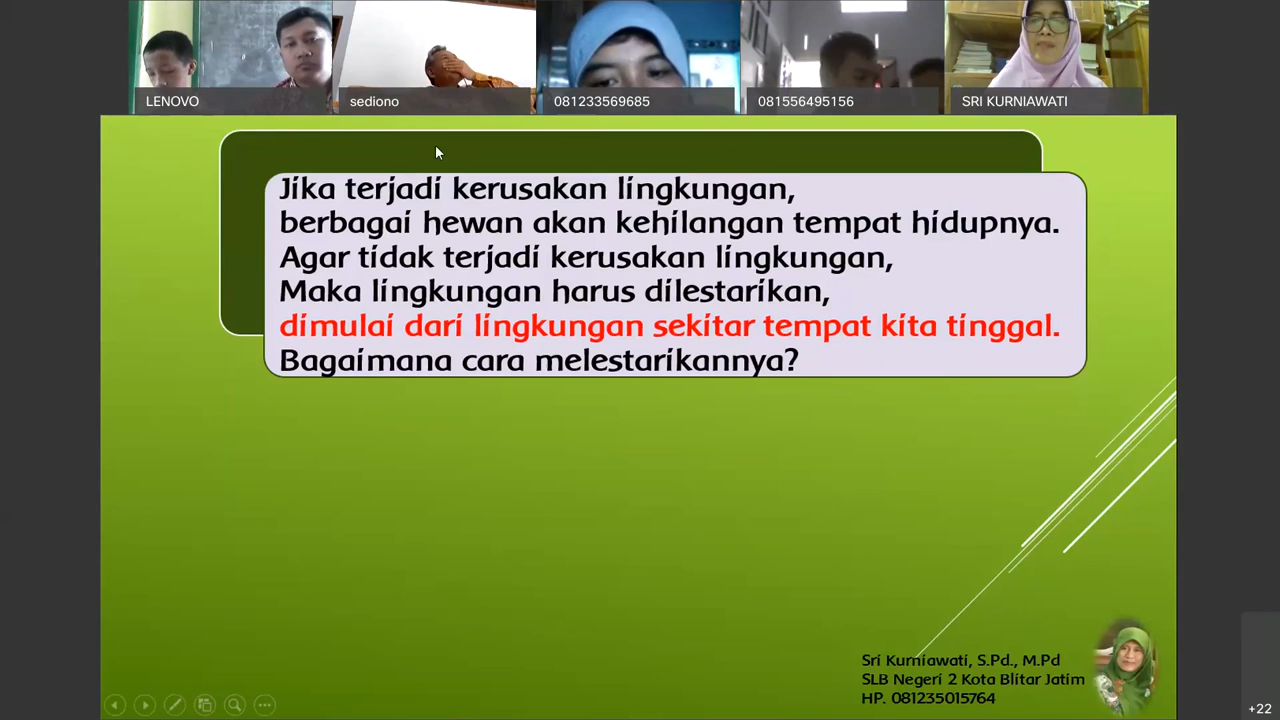 LENOVO
sediono
081233569685
081556495156
SRI KURNIAWATI
Jika terjadi kerusakan lingkungan,
berbagai hewan akan kehilangan tempat hidupnya.
Agar tidak terjadi kerusakan lingkungan,
Maka lingkungan harus dilestarikan,
dimulai dari lingkungan sekitar tempat kita tinggal.
Bagaimana cara melestarikannya?
Sri Kurniawati, S.Pd., M.Pd
SLB Negeri 2 Kota Blitar Jatim
HP. 081235015764
+22